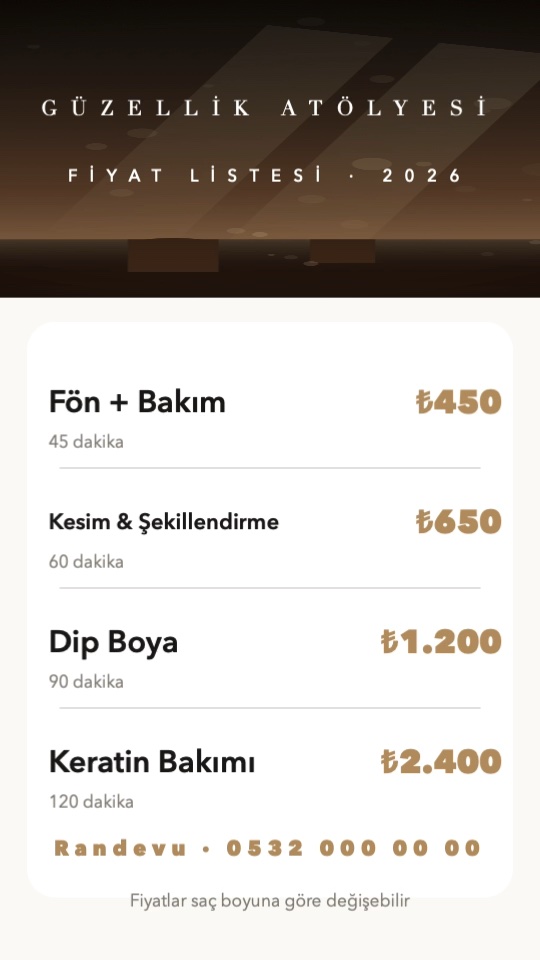 GÜZELLİK ATÖLYESİ
FİYAT LİSTESİ · 2026
Fön + Bakım ₺450
45 dakika
Kesim & Şekillendirme ₺650
60 dakika
Dip Boya ₺1.200
90 dakika
Keratin Bakımı ₺2.400
120 dakika
Randevu · 0532 000 00 00
Fiyatlar saç boyuna göre değişebilir